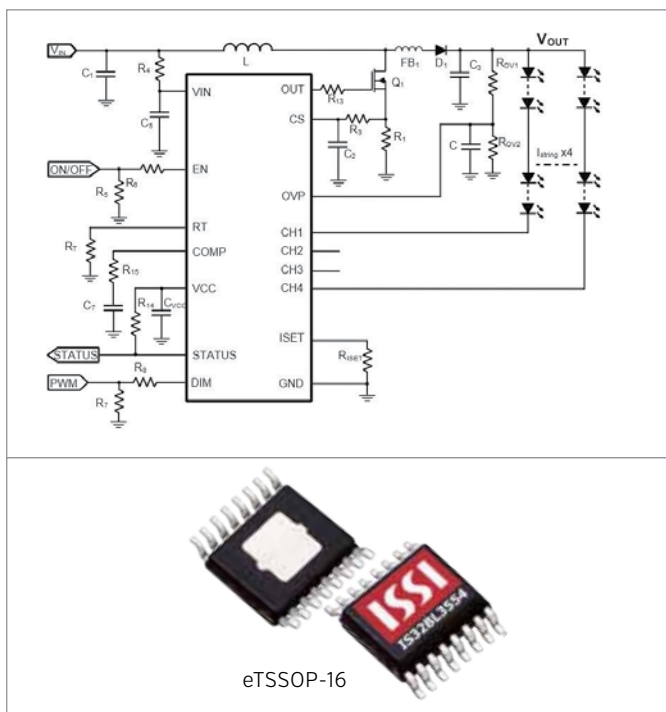 VIN
C1
R4
L
FB1
D1
VOUT
C3
ROV1
VIN
OUT
R13
Q1
C5
CS
R3
R1
C2
C
ROV2
Istring x4
ON/OFF
R6
EN
R5
OVP
RT
CH1
R7
COMP
CH2
R15
CH3
VCC
CH4
C7
R14
CVCC
ISET
STATUS
STATUS
RISET
R8
PWM
DIM
GND
R7
ISSI
IS32BL3554
eTSSOP-16